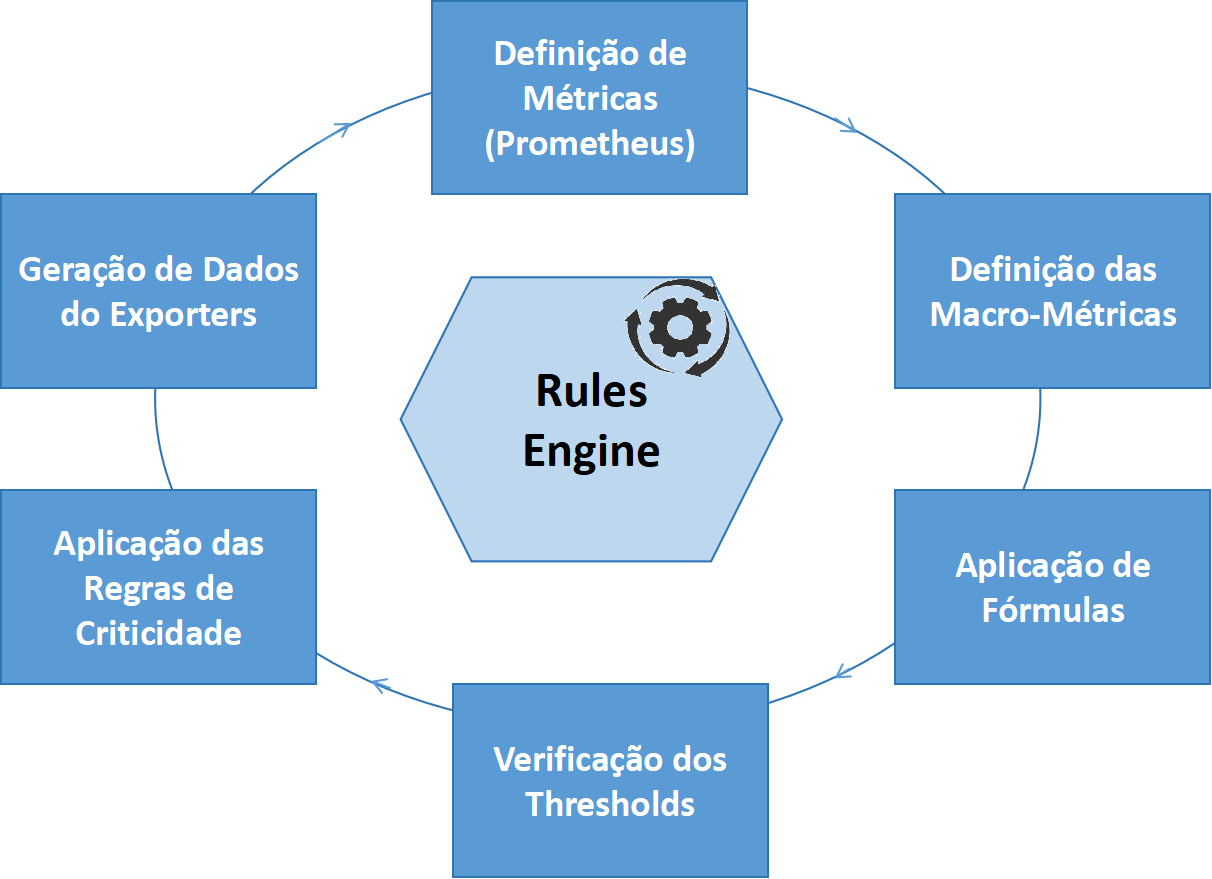 Definição de
Métricas
(Prometheus)
Geração de Dados
do Exporters
Definição das
Macro-Métricas
Rules
Engine
Aplicação das
Regras de
Criticidade
Aplicação de
Fórmulas
Verificação dos
Thresholds